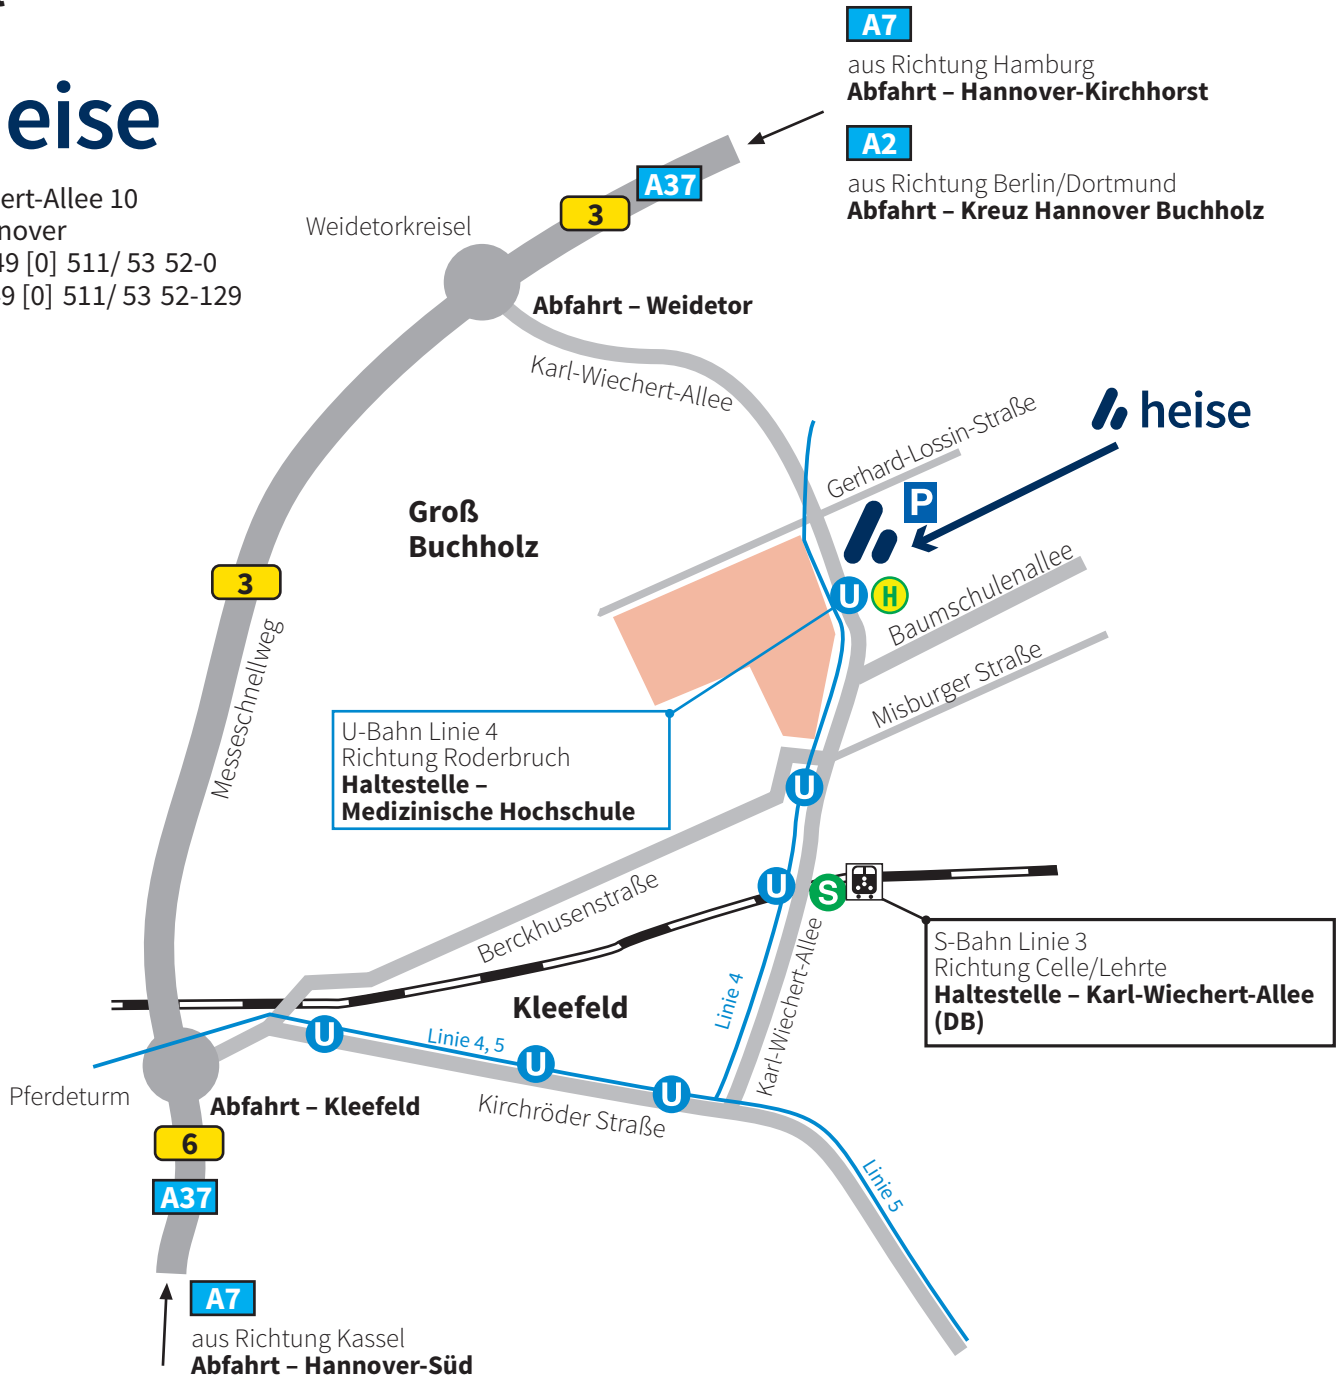 eise
ert-Allee 10
nover
49 [0] 511/ 53 52-0
9 [0] 511/ 53 52-129
A7
aus Richtung Hamburg
Abfahrt – Hannover-Kirchhorst
A2
aus Richtung Berlin/Dortmund
Abfahrt – Kreuz Hannover Buchholz
A37
3
Weidetorkreisel
Abfahrt – Weidetor
Karl-Wiechert-Allee
heise
Gerhard-Lossin-Straße
P
Groß
Buchholz
3
U
H
Baumschulenallee
Misburger Straße
Messeschnellweg
U-Bahn Linie 4
Richtung Roderbruch
Haltestelle –
Medizinische Hochschule
U
U
S
Berckhusenstraße
S-Bahn Linie 3
Richtung Celle/Lehrte
Haltestelle – Karl-Wiechert-Allee
(DB)
Kleefeld
Linie 4
Karl-Wiechert-Allee
U
Linie 4, 5
U
U
Pferdeturm
Abfahrt – Kleefeld
Kirchröder Straße
6
A37
Linie 5
A7
aus Richtung Kassel
Abfahrt – Hannover-Süd